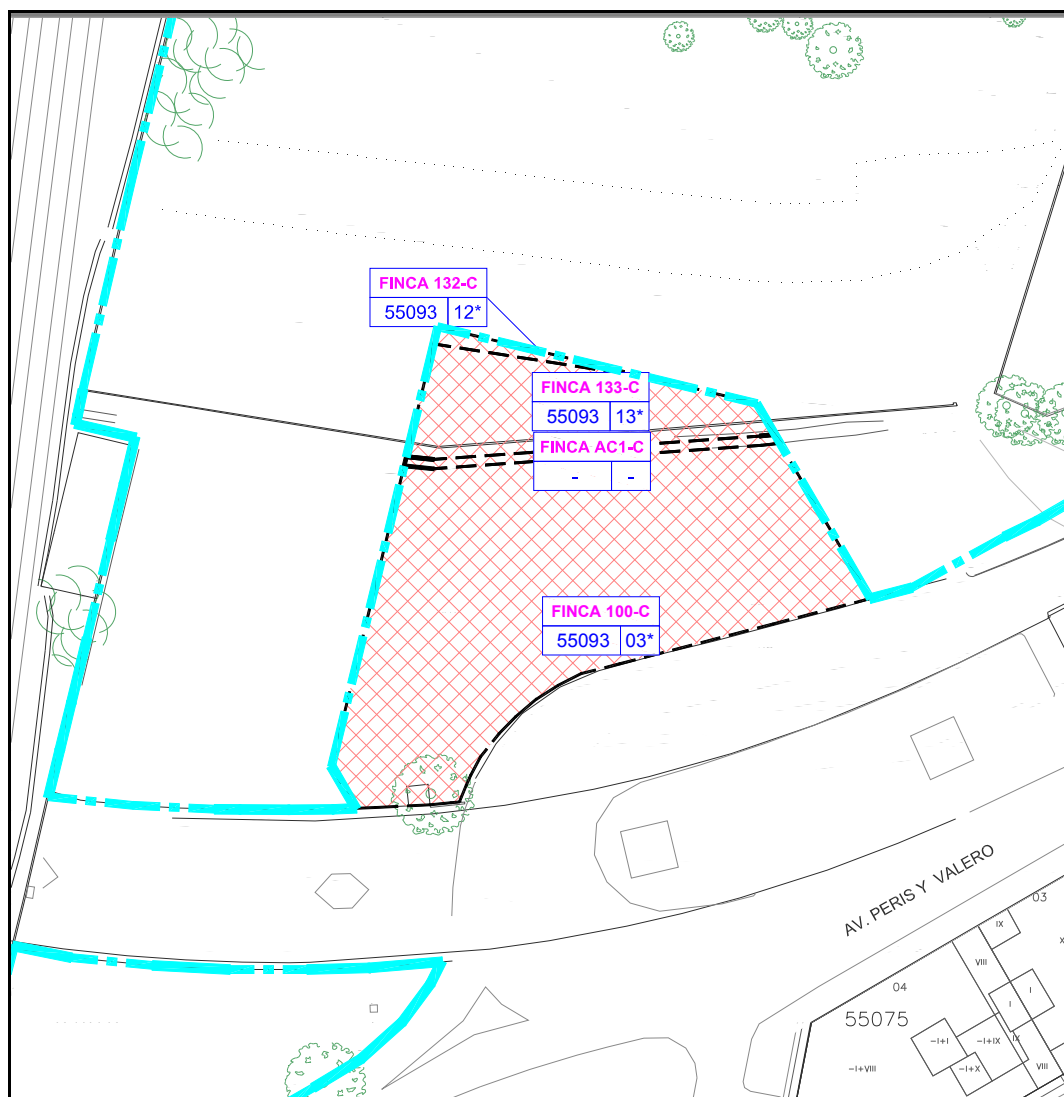 FINCA 132-C
55093 12*
FINCA 133-C
55093 13*
FINCA AC1-C
- -
FINCA 100-C
55093 03*
AV. PERIS Y VALERO
03
IX
VIII
04
I
I
55075
-I+I
-I+IX
IX
-I+VIII
-I+X
VIII